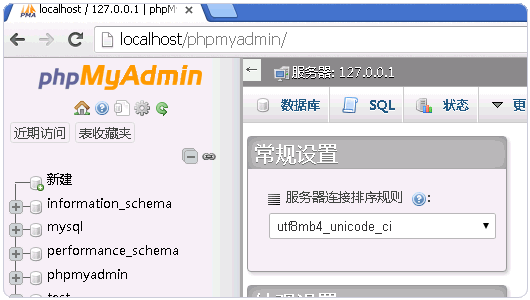 localhost / 127.0.0.1 | phpM
localhost/phpmyadmin/
phpMyAdmin
近期访问 表收藏夹
新建
information_schema
mysql
performance_schema
phpmyadmin
test
服务器: 127.0.0.1
数据库 SQL 状态 更
常规设置
服务器连接排序规则 :
utf8mb4_unicode_ci